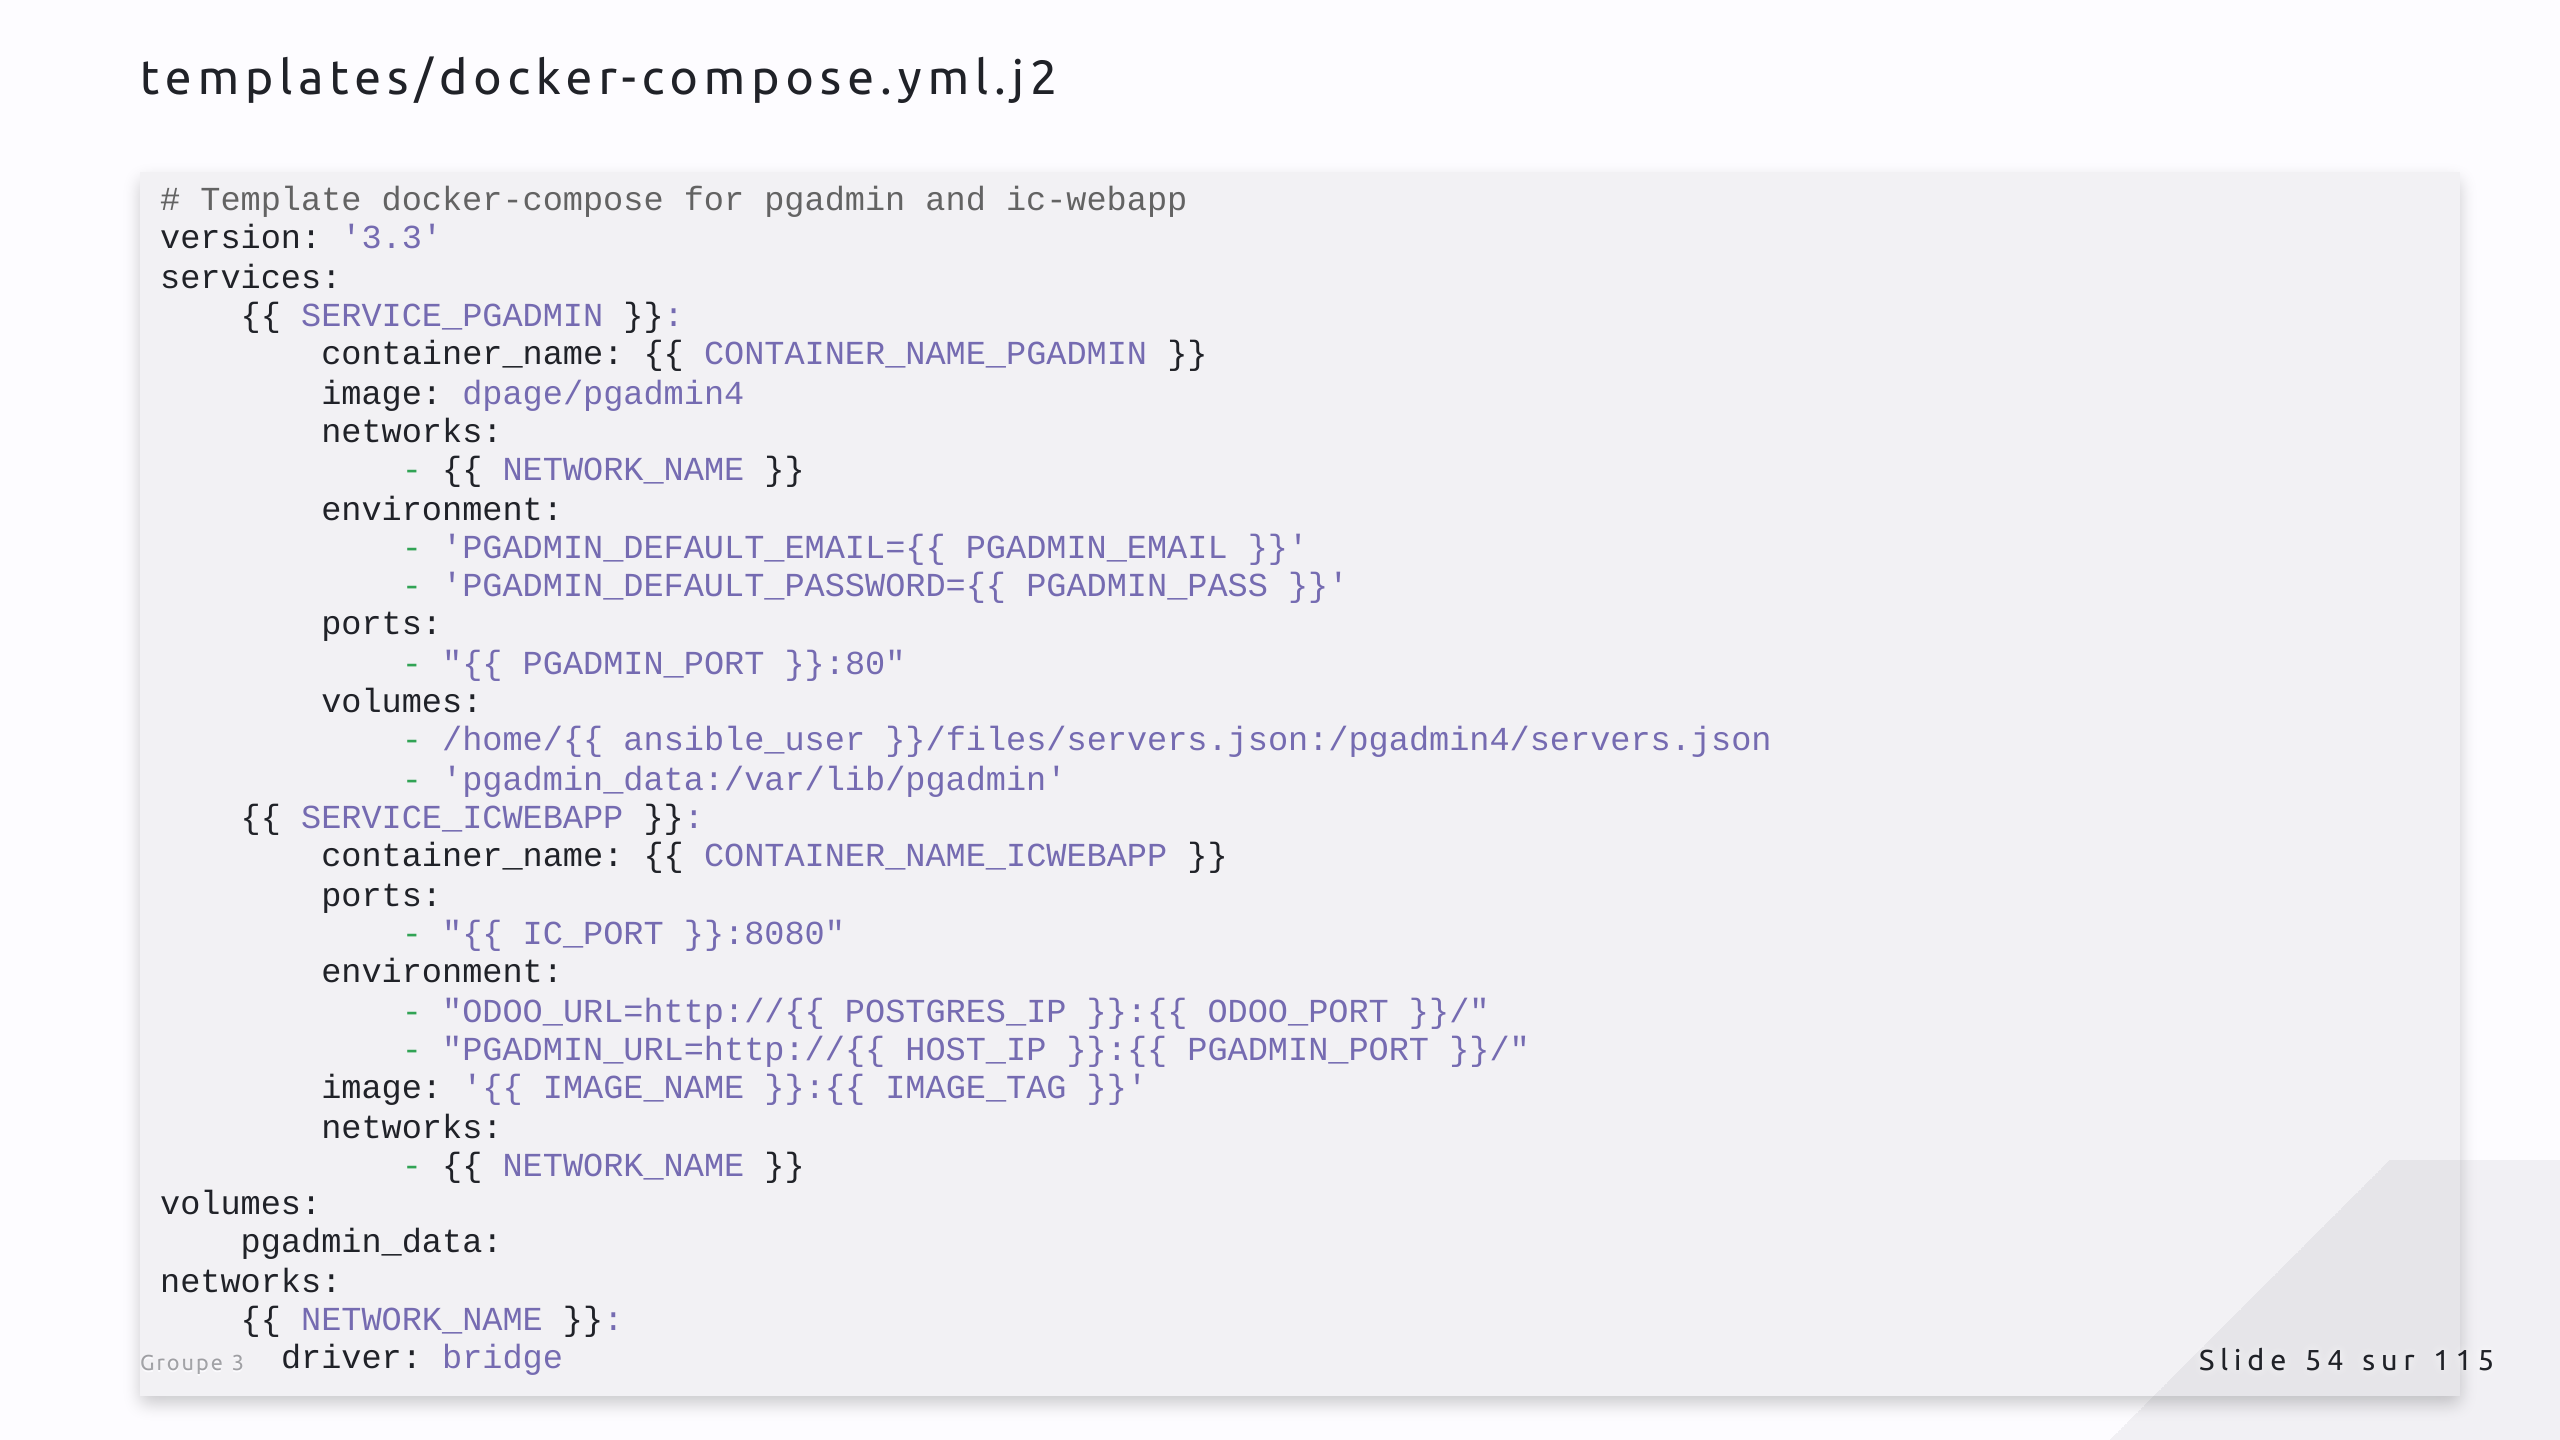 templates/docker-compose.yml.j2
# Template docker-compose for pgadmin and ic-webapp
version: '3.3'
services:
    {{ SERVICE_PGADMIN }}:
        container_name: {{ CONTAINER_NAME_PGADMIN }}
        image: dpage/pgadmin4
        networks:
            - {{ NETWORK_NAME }}
        environment:
            - 'PGADMIN_DEFAULT_EMAIL={{ PGADMIN_EMAIL }}'
            - 'PGADMIN_DEFAULT_PASSWORD={{ PGADMIN_PASS }}'
        ports:
            - "{{ PGADMIN_PORT }}:80"
        volumes:
            - /home/{{ ansible_user }}/files/servers.json:/pgadmin4/servers.json
            - 'pgadmin_data:/var/lib/pgadmin'
    {{ SERVICE_ICWEBAPP }}:
        container_name: {{ CONTAINER_NAME_ICWEBAPP }}
        ports:
            - "{{ IC_PORT }}:8080"
        environment:
            - "ODOO_URL=http://{{ POSTGRES_IP }}:{{ ODOO_PORT }}/"
            - "PGADMIN_URL=http://{{ HOST_IP }}:{{ PGADMIN_PORT }}/"
        image: '{{ IMAGE_NAME }}:{{ IMAGE_TAG }}'
        networks:
            - {{ NETWORK_NAME }}
volumes:
    pgadmin_data:
networks:
    {{ NETWORK_NAME }}:
      driver: bridge
Groupe 3
Slide 54 sur 115